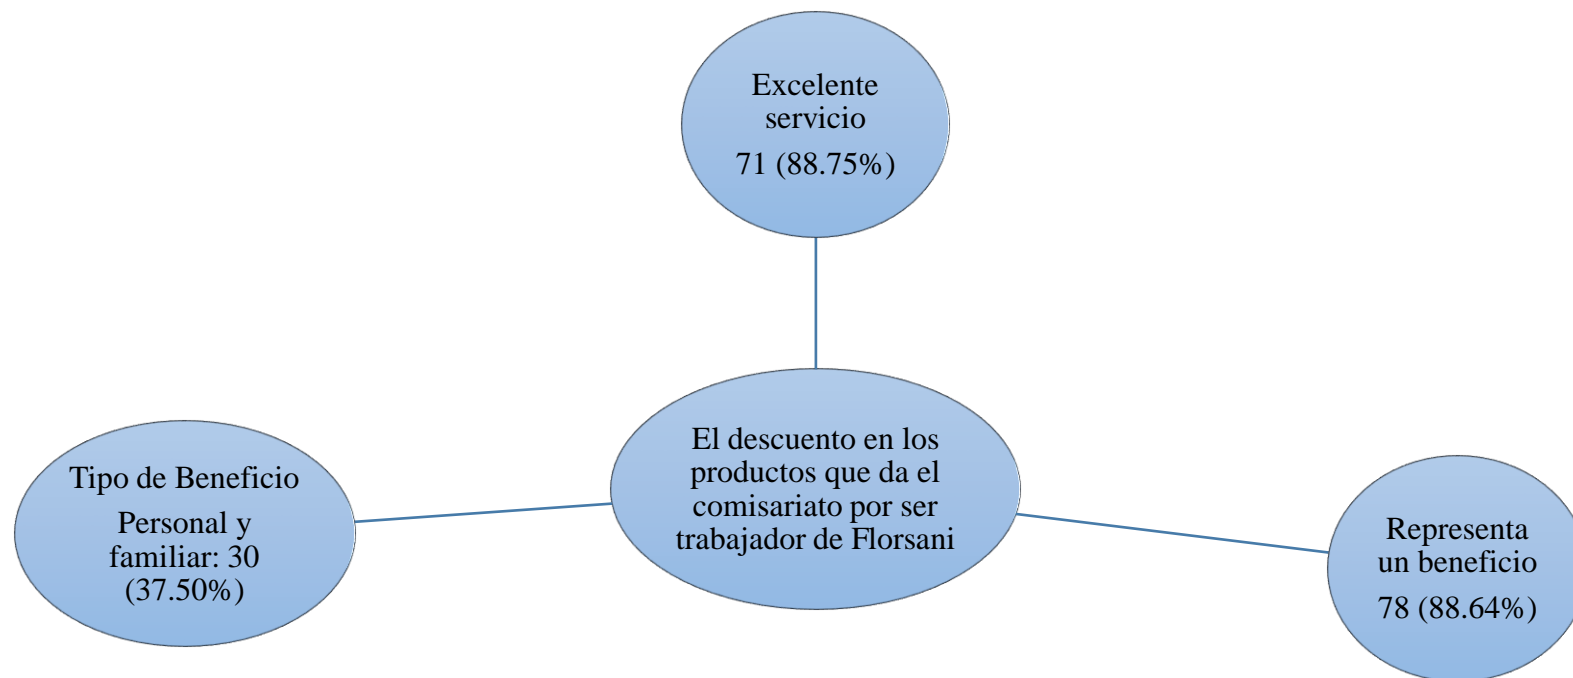 Excelente
servicio
71 (88.75%)
El descuento en los
productos que da el
comisariato por ser
trabajador de Florsani
Tipo de Beneficio
Personal y
familiar: 30
(37.50%)
Representa
un beneficio
78 (88.64%)